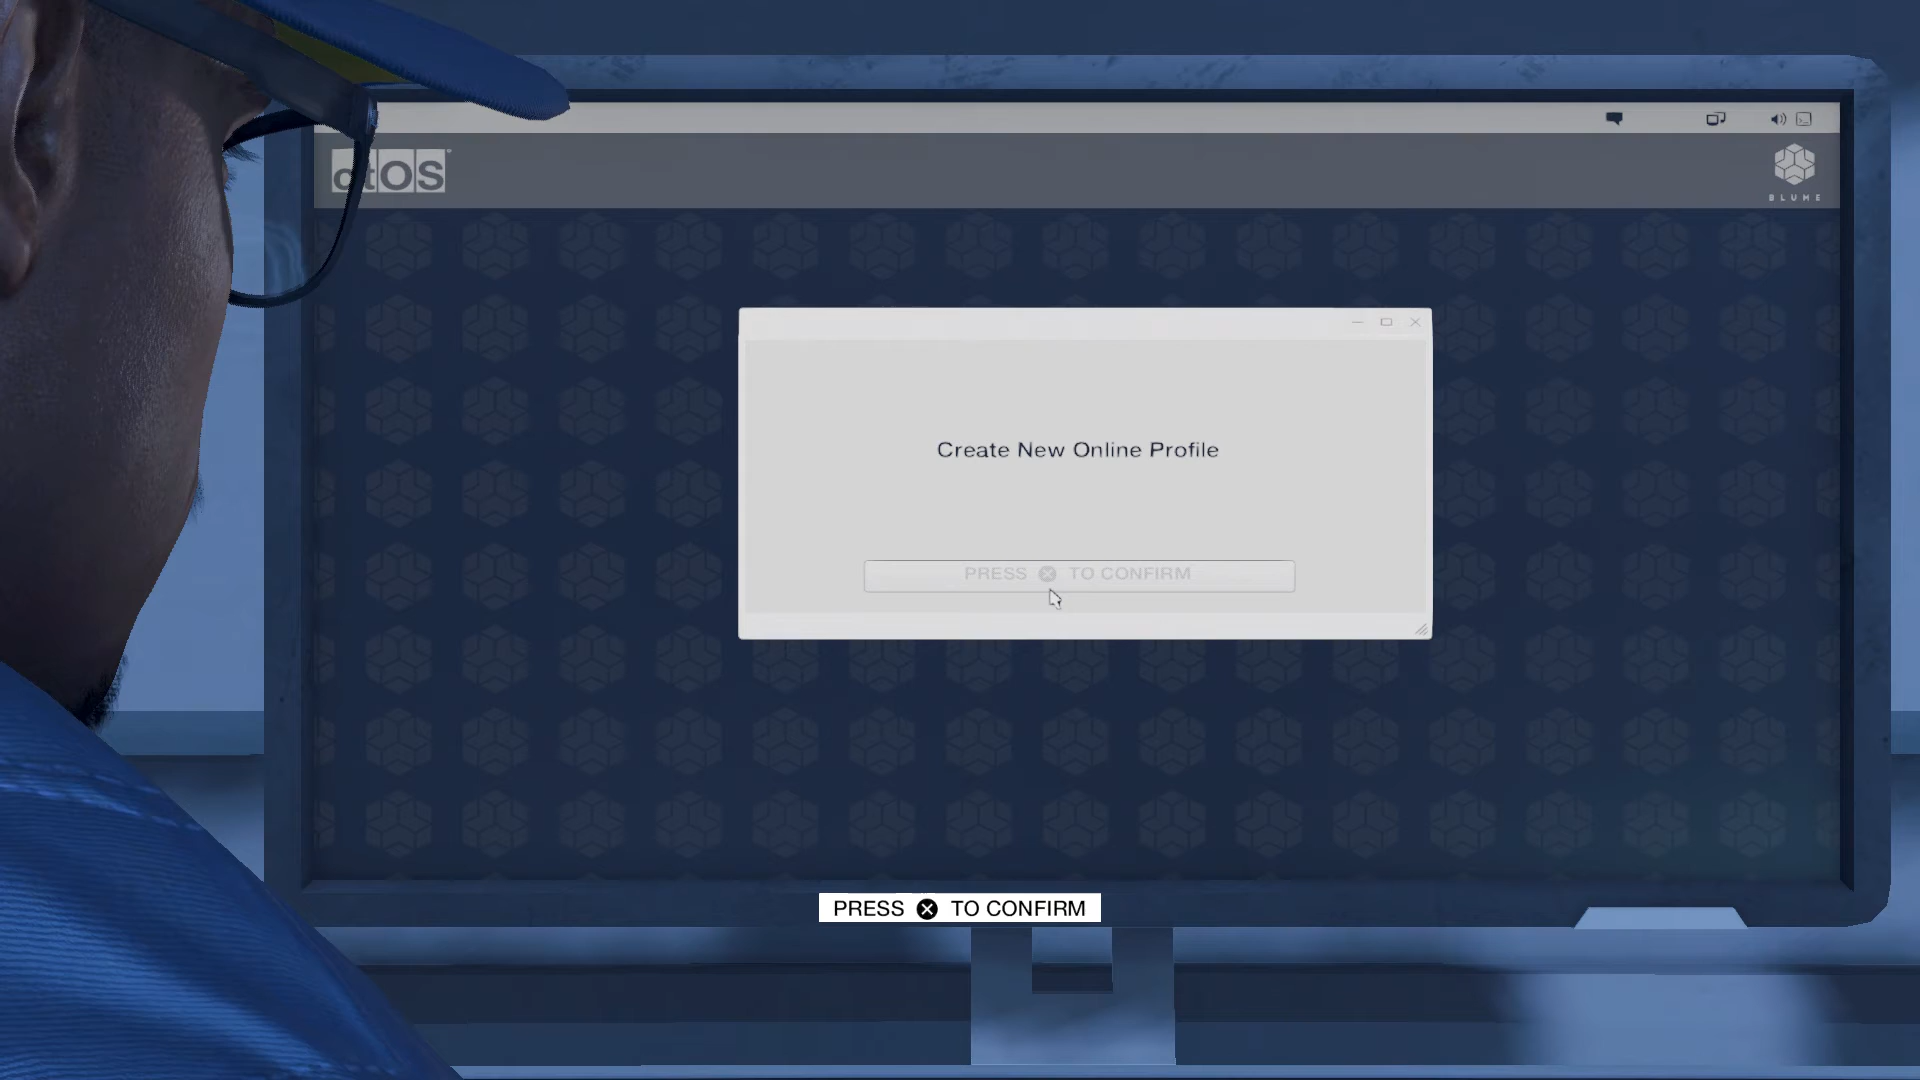 ctOS
BLUME
Create New Online Profile
PRESS ⊗ TO CONFIRM
PRESS ⊗ TO CONFIRM